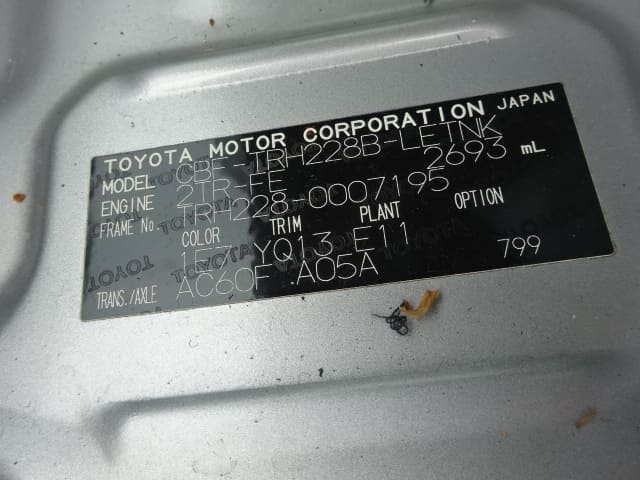 TOYOTA MOTOR CORPORATION JAPAN
MODEL CBF-TRH228B-LETNK
ENGINE 2TR-FE 2693 mL
FRAME No. TRH228-0007195
COLOR TRIM PLANT OPTION
1E7 YQ13 E11 799
TRANS./AXLE AC60F A05A